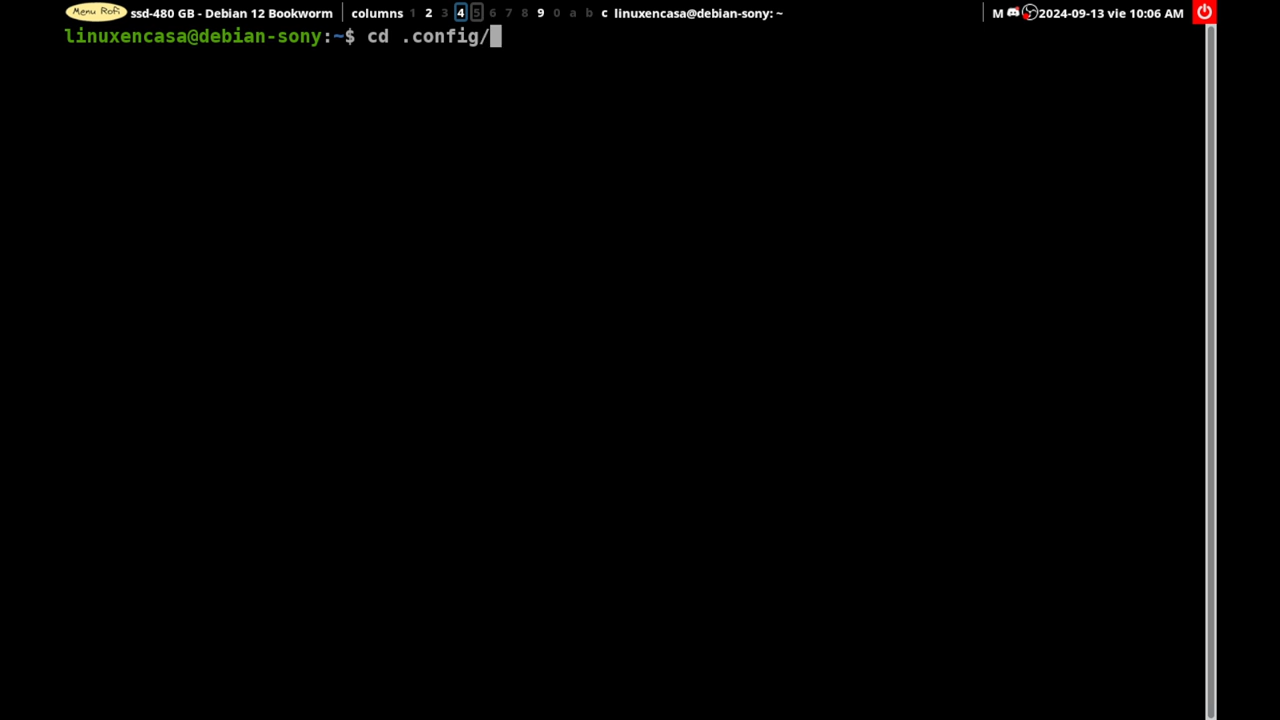 Menu Rofi ssd-480 GB - Debian 12 Bookworm columns 1 2 3 4 5 6 7 8 9 0 a b c linuxencasa@debian-sony: ~ M 2024-09-13 vie 10:06 AM
linuxencasa@debian-sony:~$ cd .config/